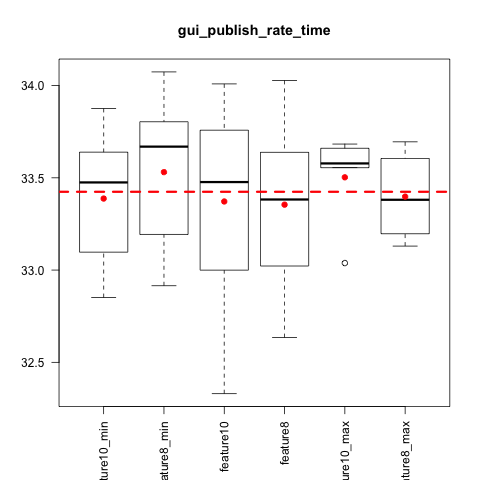 gui_publish_rate_time
34.0
33.5
33.0
32.5
ture10_min
ature8_min
feature10
feature8
ure10_max
ture8_max